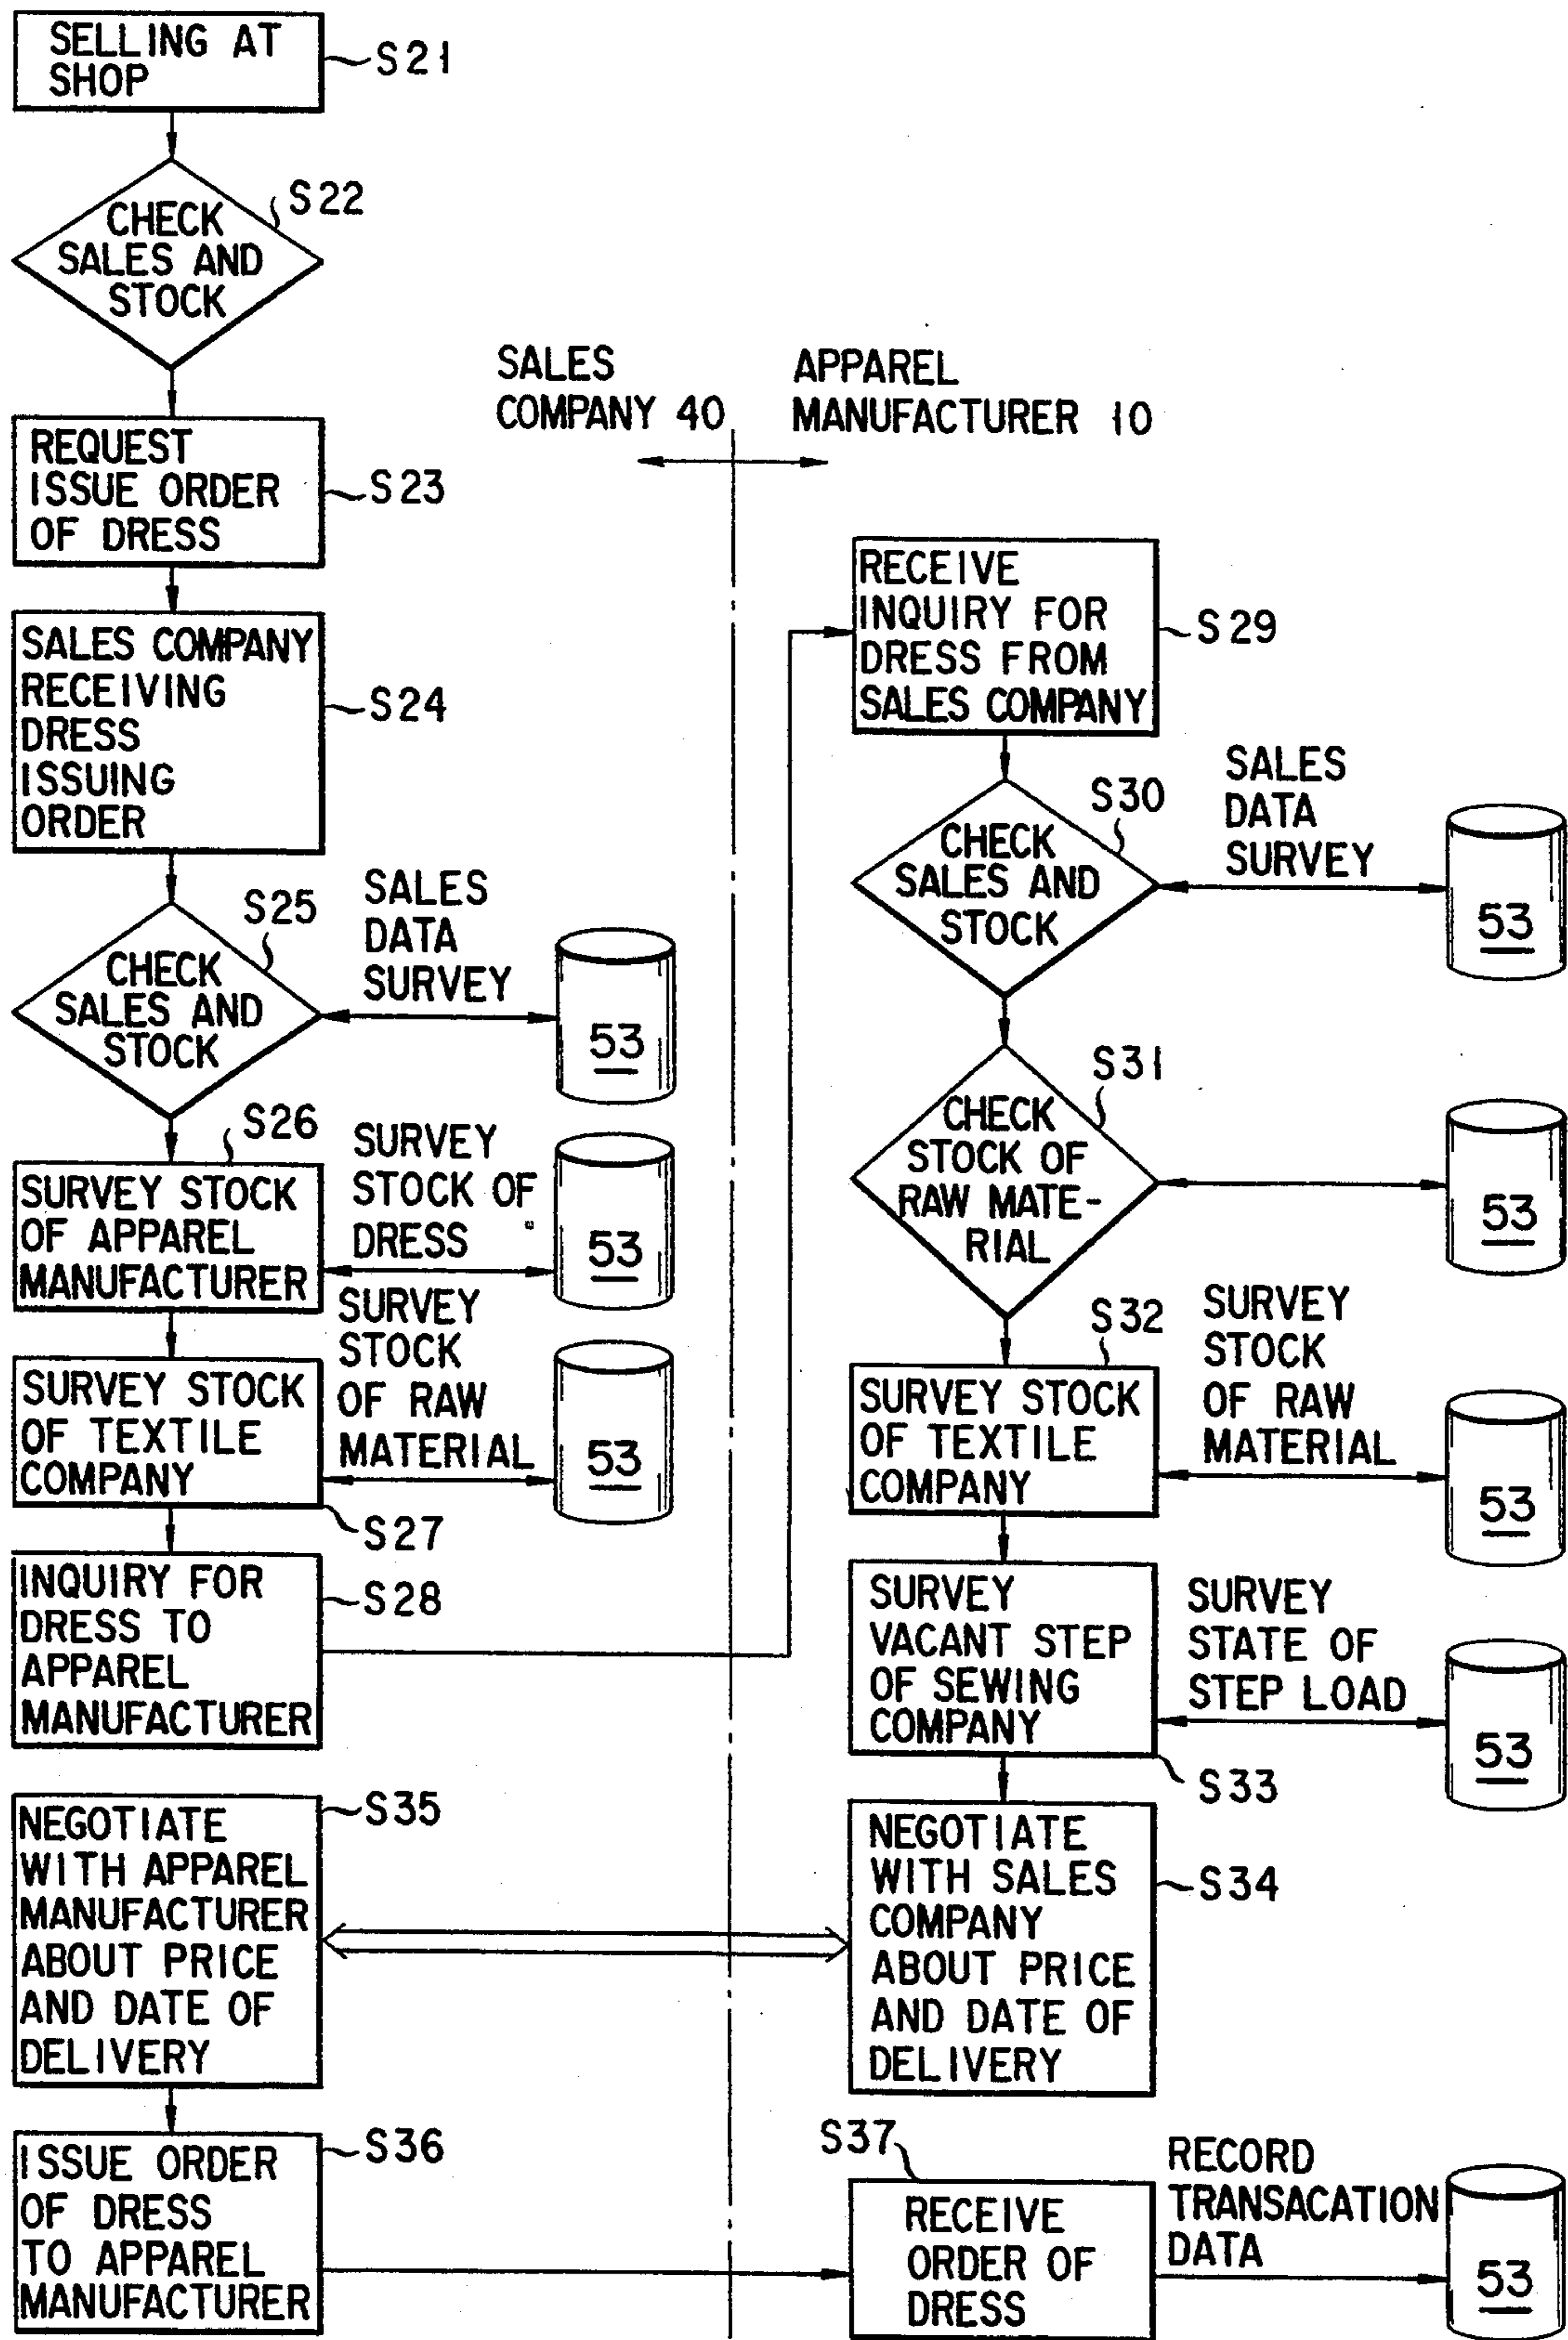 SELLING AT
SHOP
S21
S22
CHECK
SALES AND
STOCK
REQUEST
ISSUE ORDER
OF DRESS
S23
SALES COMPANY
RECEIVING
DRESS
ISSUING
ORDER
S24
S25
CHECK
SALES AND
STOCK
SALES
DATA
SURVEY
53
S26
SURVEY STOCK
OF APPAREL
MANUFACTURER
SURVEY
STOCK OF
DRESS
53
SURVEY STOCK
OF TEXTILE
COMPANY
S27
SURVEY
STOCK
OF RAW
MATERIAL
53
INQUIRY FOR
DRESS TO
APPAREL
MANUFACTURER
S28
SALES
COMPANY 40
APPAREL
MANUFACTURER 10
RECEIVE
INQUIRY FOR
DRESS FROM
SALES COMPANY
S29
S30
CHECK
SALES AND
STOCK
SALES
DATA
SURVEY
53
S31
CHECK
STOCK OF
RAW MATE-
RIAL
53
S32
SURVEY STOCK
OF TEXTILE
COMPANY
SURVEY
STOCK
OF RAW
MATERIAL
53
SURVEY
VACANT STEP
OF SEWING
COMPANY
S33
SURVEY
STATE OF
STEP LOAD
53
NEGOTIATE
WITH SALES
COMPANY
ABOUT PRICE
AND DATE OF
DELIVERY
S34
NEGOTIATE
WITH APPAREL
MANUFACTURER
ABOUT PRICE
AND DATE OF
DELIVERY
S35
ISSUE ORDER
OF DRESS
TO APPAREL
MANUFACTURER
S36
S37
RECEIVE
ORDER OF
DRESS
RECORD
TRANSACATION
DATA
53